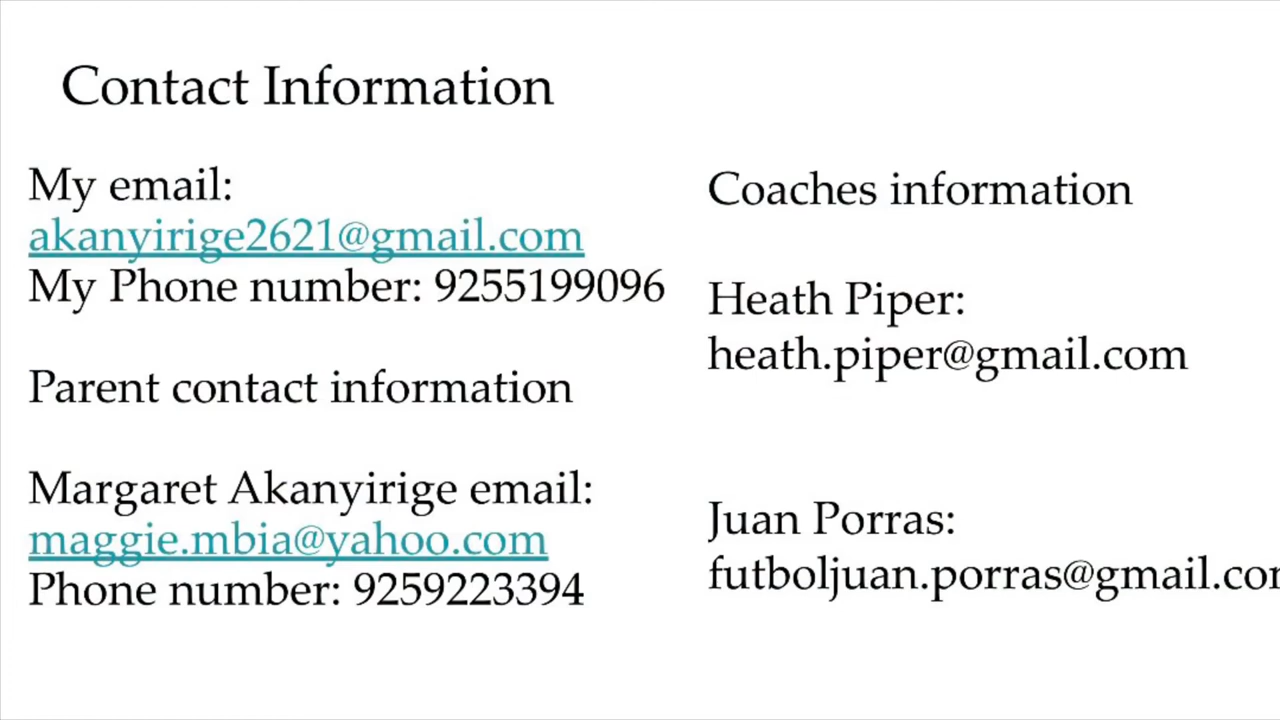 Contact Information
My email:
akanyirige2621@gmail.com
My Phone number: 9255199096
Parent contact information
Margaret Akanyirige email:
maggie.mbia@yahoo.com
Phone number: 9259223394
Coaches information
Heath Piper:
heath.piper@gmail.com
Juan Porras:
futboljuan.porras@gmail.co